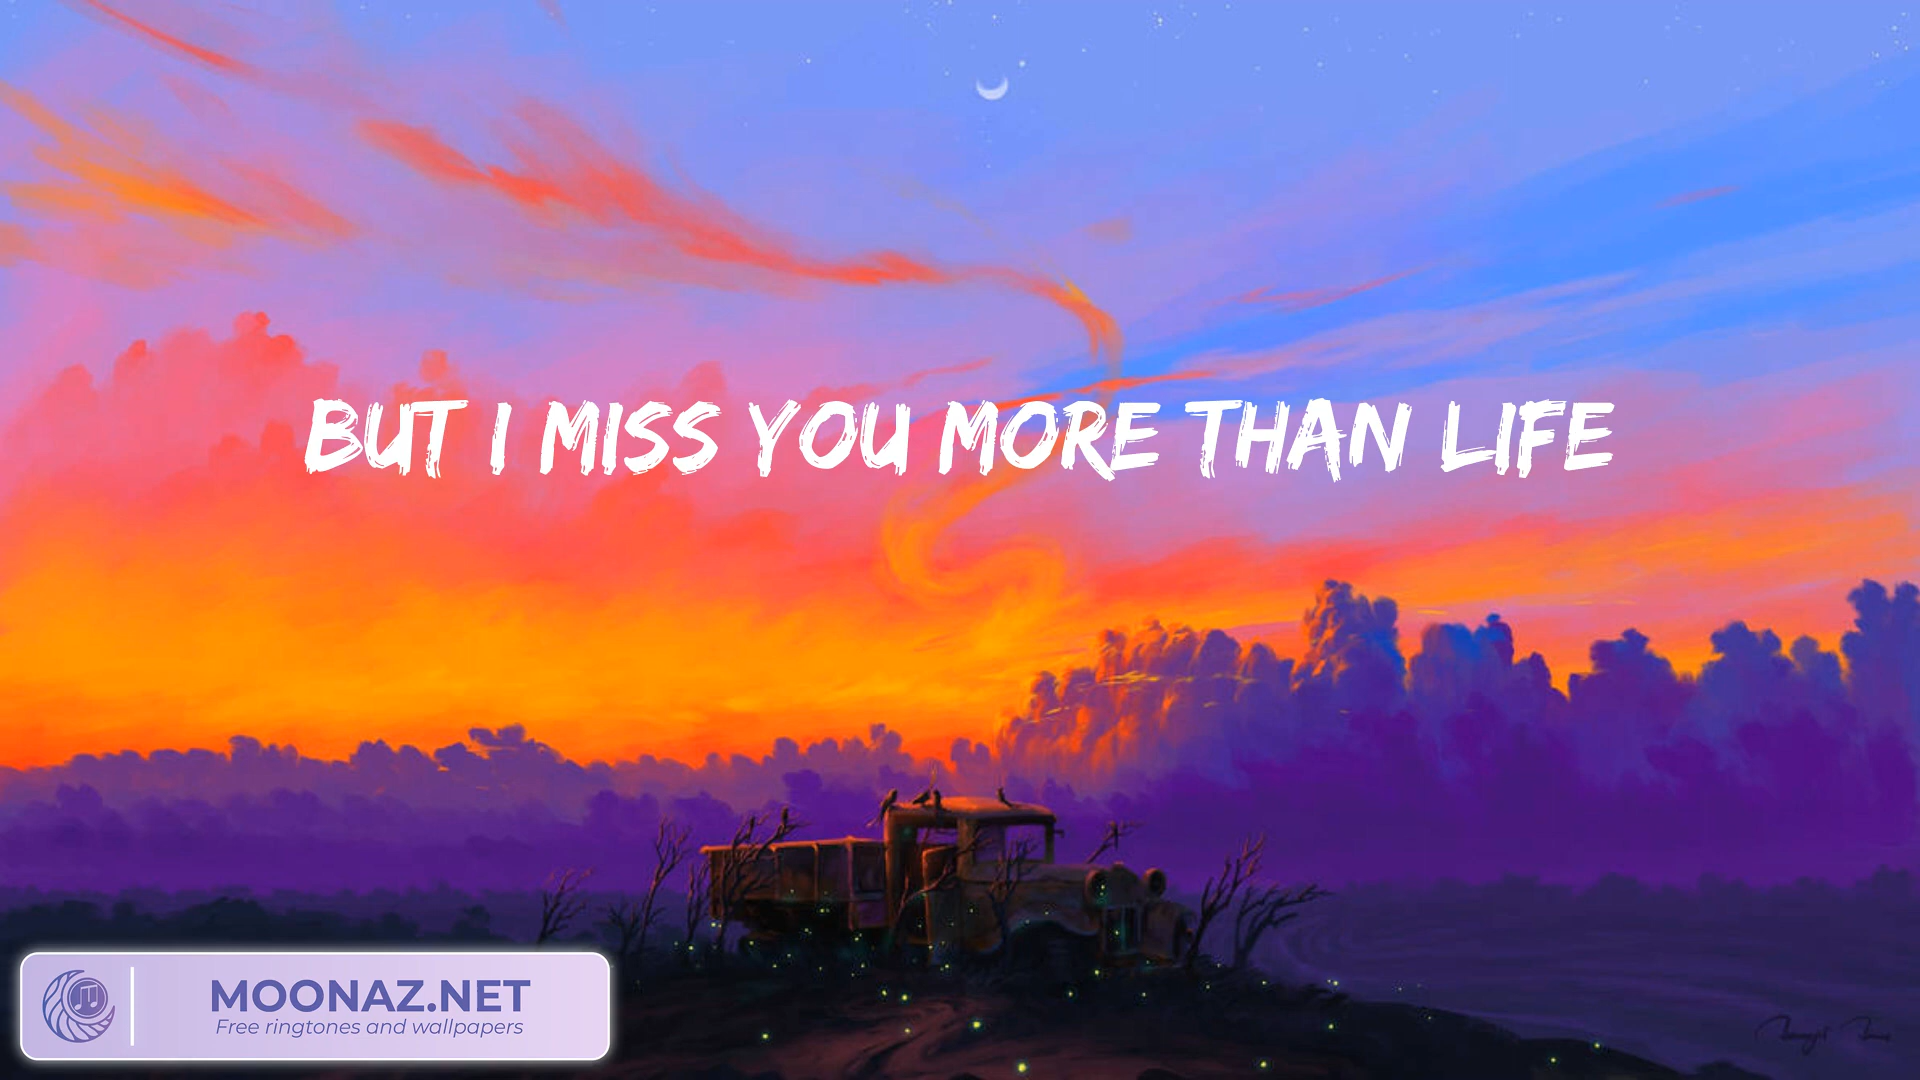 BUT I MISS YOU MORE THAN LIFE
MOONAZ.NET
Free ringtones and wallpapers